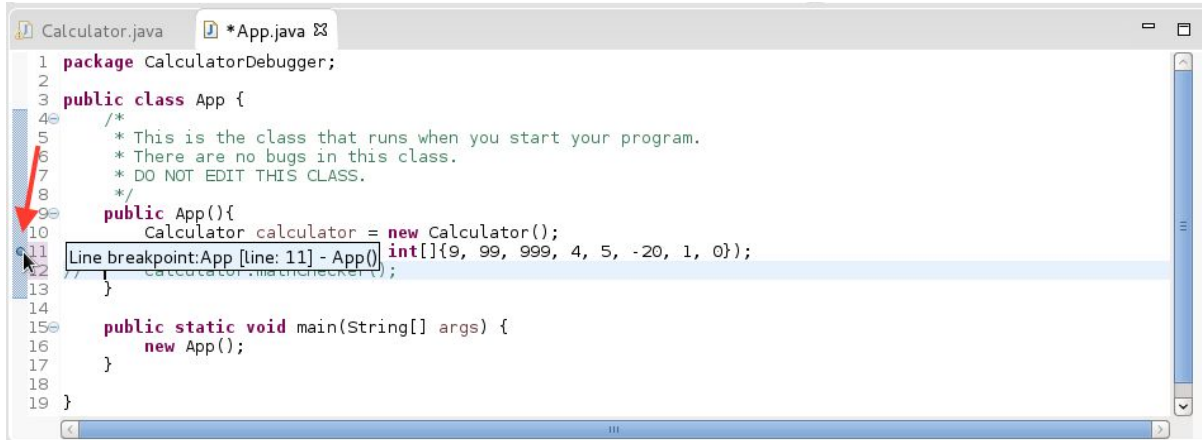 Calculator.java *App.java
1 package CalculatorDebugger;
2
3 public class App {
4 /*
5 * This is the class that runs when you start your program.
6 * There are no bugs in this class.
7 * DO NOT EDIT THIS CLASS.
8 */
9 public App(){
10 Calculator calculator = new Calculator();
11 Line breakpoint:App [line: 11] - App() int[]{9, 99, 999, 4, 5, -20, 1, 0});
12 // calculator.mathChecker();
13 }
14
15 public static void main(String[] args) {
16 new App();
17 }
18
19 }